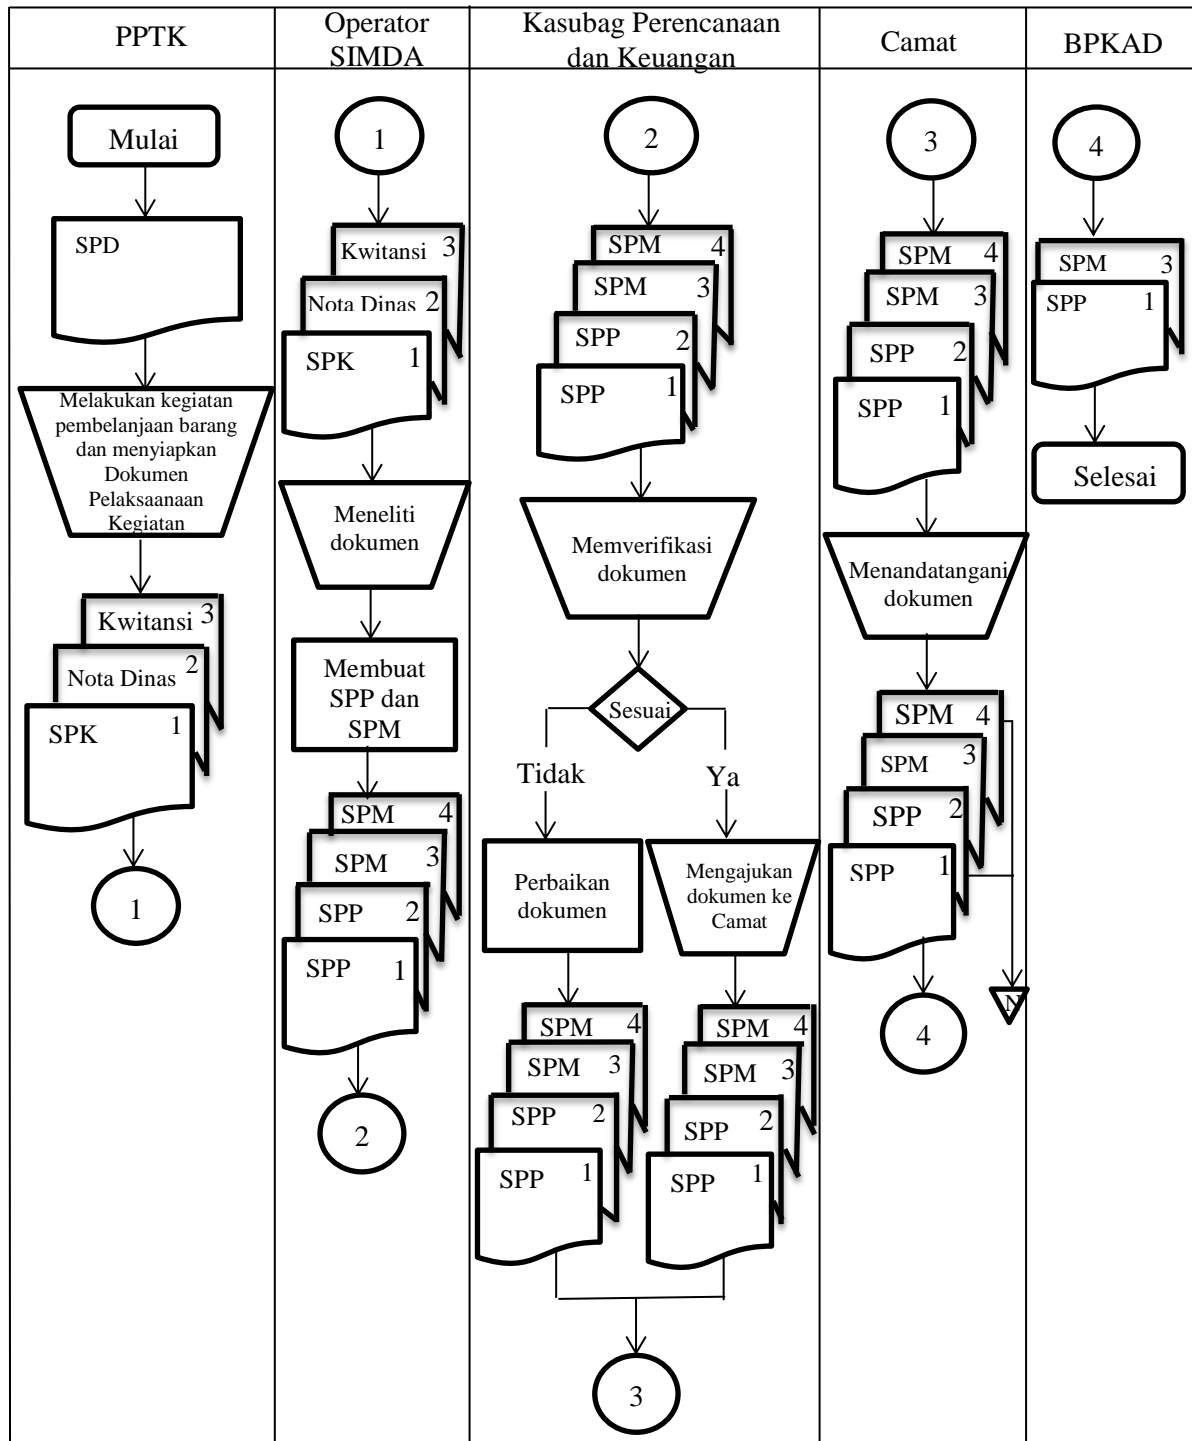 PPTK
Operator
SIMDA
Kasubag Perencanaan
dan Keuangan
Camat
BPKAD
Mulai
SPD
Melakukan kegiatan
pembelanjaan barang
dan menyiapkan
Dokumen
Pelaksaanaan
Kegiatan
Kwitansi 3
Nota Dinas 2
SPK 1
1
1
Kwitansi 3
Nota Dinas 2
SPK 1
Meneliti
dokumen
Membuat
SPP dan
SPM
SPM 4
SPM 3
SPP 2
SPP 1
2
2
SPM 4
SPM 3
SPP 2
SPP 1
Memverifikasi
dokumen
Sesuai
Tidak
Ya
Perbaikan
dokumen
Mengajukan
dokumen ke
Camat
SPM 4
SPM 3
SPP 2
SPP 1
SPM 4
SPM 3
SPP 2
SPP 1
3
3
SPM 4
SPM 3
SPP 2
SPP 1
Menandatangani
dokumen
SPM 4
SPM 3
SPP 2
SPP 1
N
4
4
SPM 3
SPP 1
Selesai